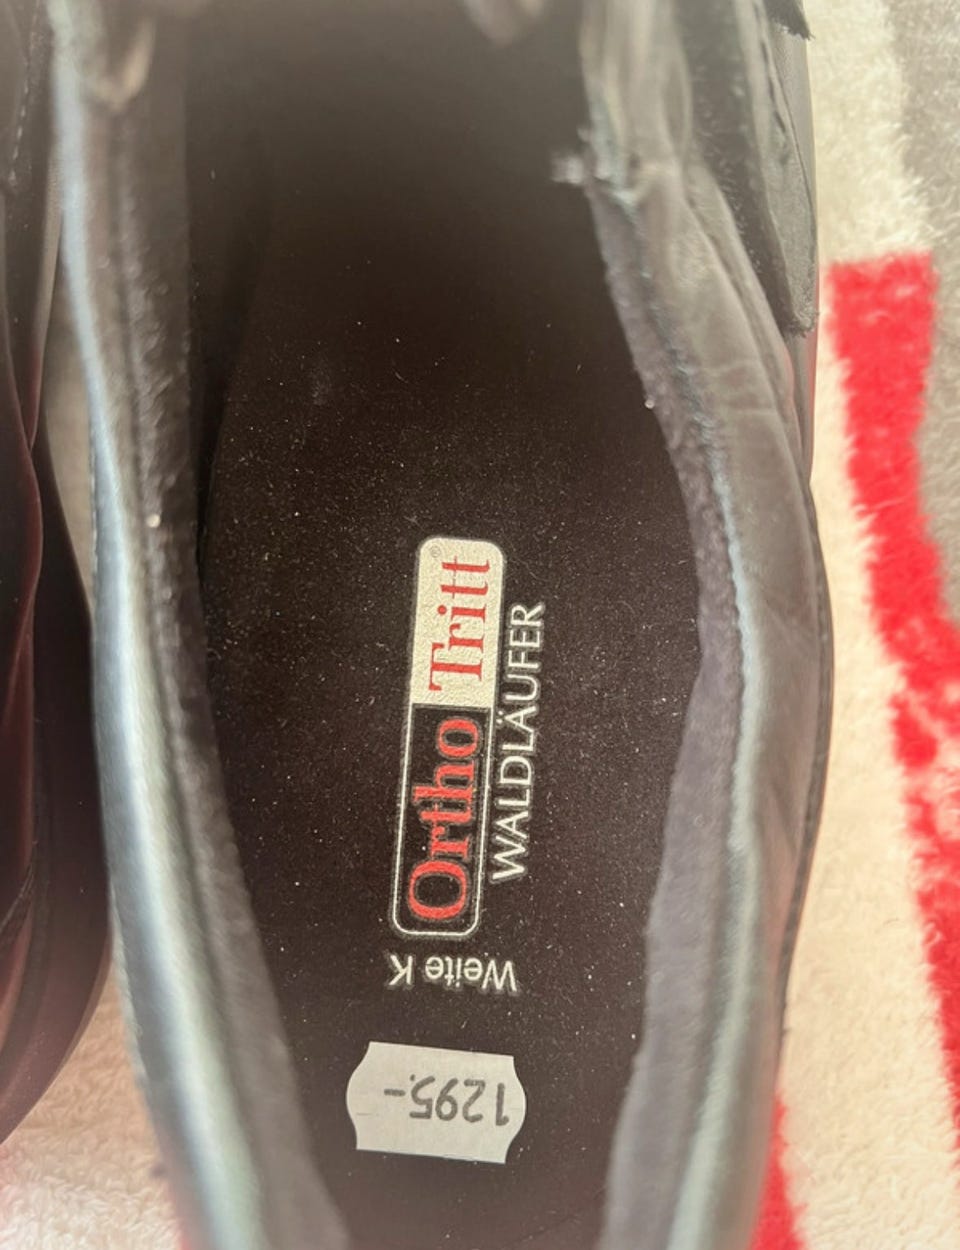 Ortho Tritt®
WALDLÄUFER
Weite K
1295.-